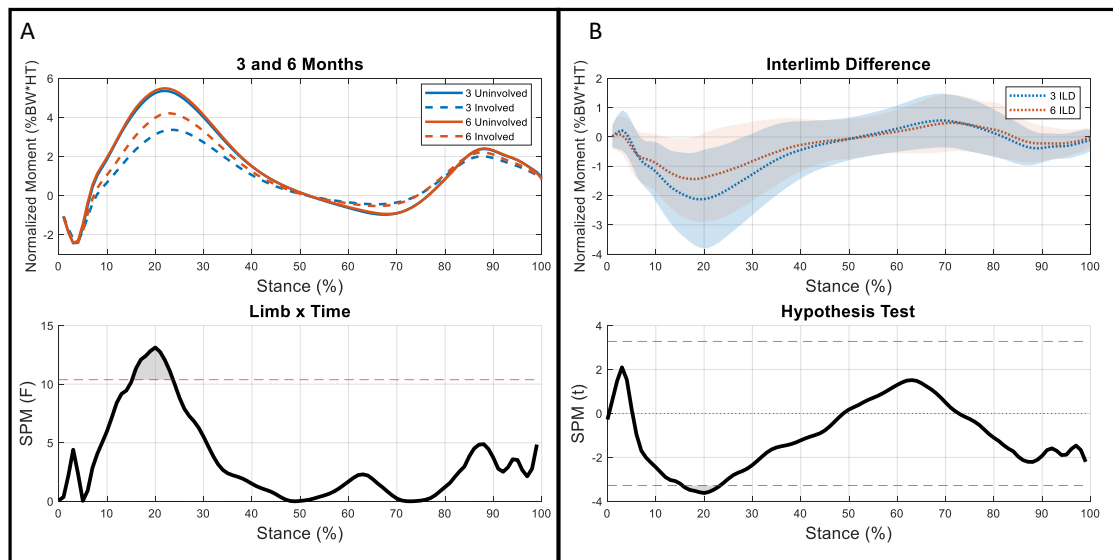 A
3 and 6 Months
Normalized Moment (%BW*HT)
6
4
2
0
-2
3 Uninvolved
3 Involved
6 Uninvolved
6 Involved
0 10 20 30 40 50 60 70 80 90 100
Stance (%)
Limb x Time
SPM (F)
15
10
5
0
0 10 20 30 40 50 60 70 80 90 100
Stance (%)
B
Interlimb Difference
Normalized Moment (%BW*HT)
2
1
0
-1
-2
-3
-4
3 ILD
6 ILD
0 10 20 30 40 50 60 70 80 90 100
Stance (%)
Hypothesis Test
SPM (t)
4
2
0
-2
-4
0 10 20 30 40 50 60 70 80 90 100
Stance (%)